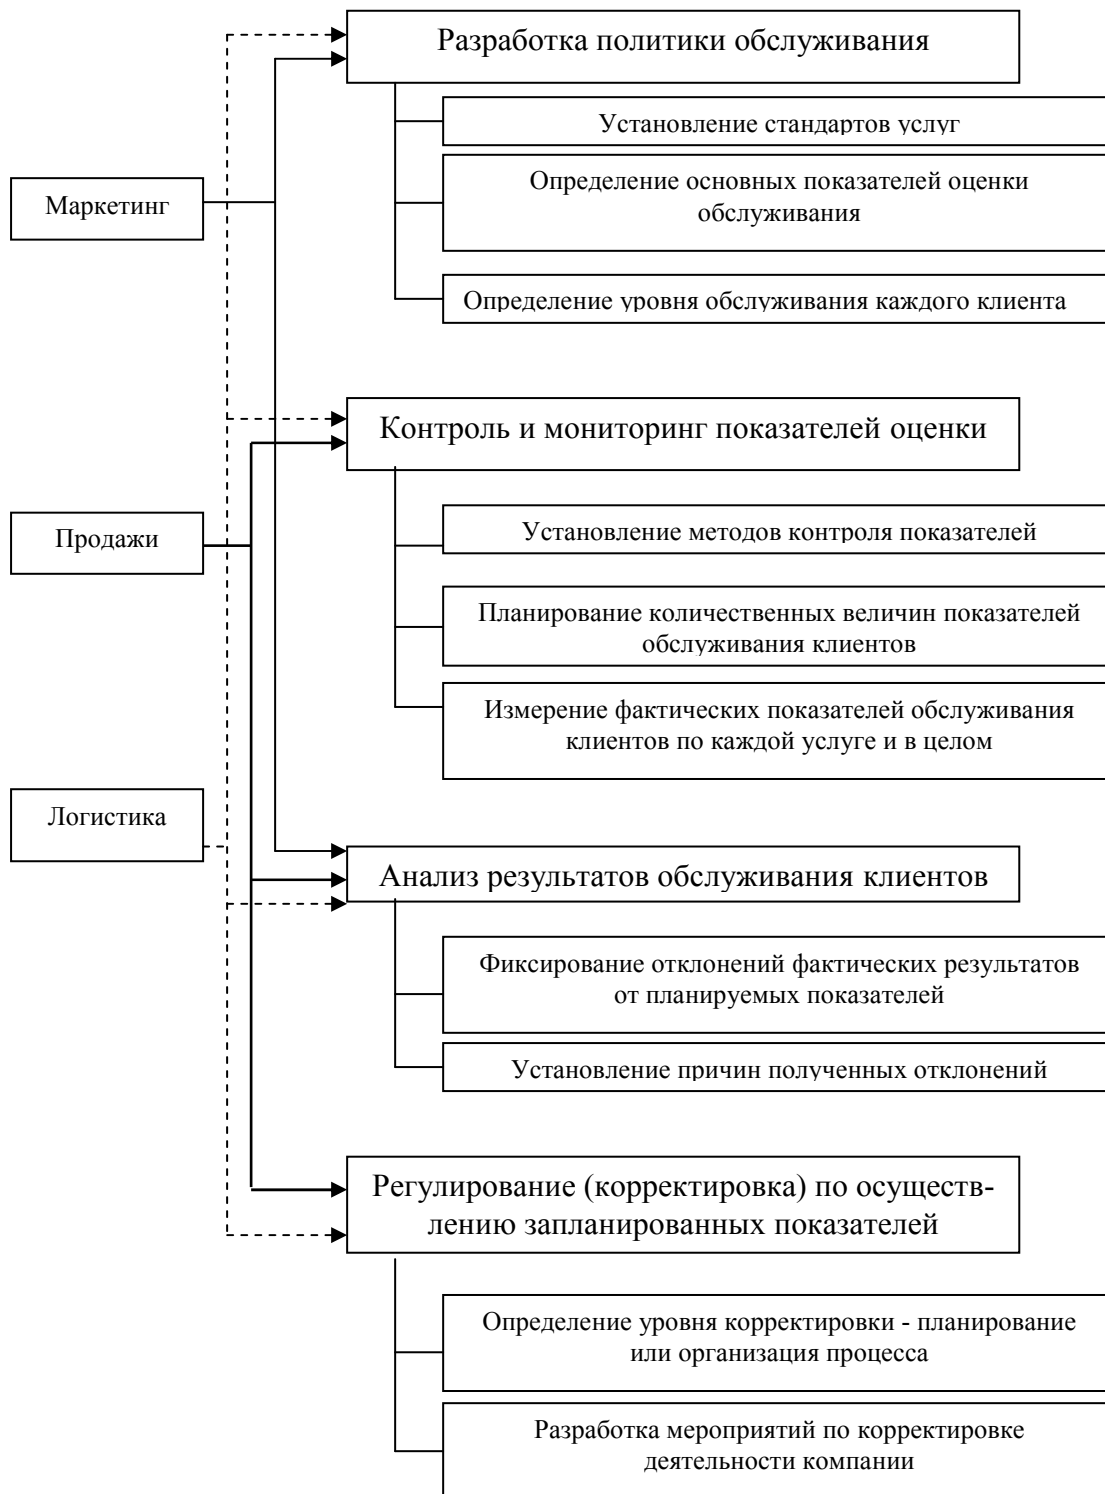 Разработка политики обслуживания
Установление стандартов услуг
Определение основных показателей оценки
обслуживания
Маркетинг
Определение уровня обслуживания каждого клиента
Контроль и мониторинг показателей оценки
Установление методов контроля показателей
Продажи
Планирование количественных величин показателей
обслуживания клиентов
Измерение фактических показателей обслуживания
клиентов по каждой услуге и в целом
Логистика
Анализ результатов обслуживания клиентов
Фиксирование отклонений фактических результатов
от планируемых показателей
Установление причин полученных отклонений
Регулирование (корректировка) по осуществ-
лению запланированных показателей
Определение уровня корректировки - планирование
или организация процесса
Разработка мероприятий по корректировке
деятельности компании